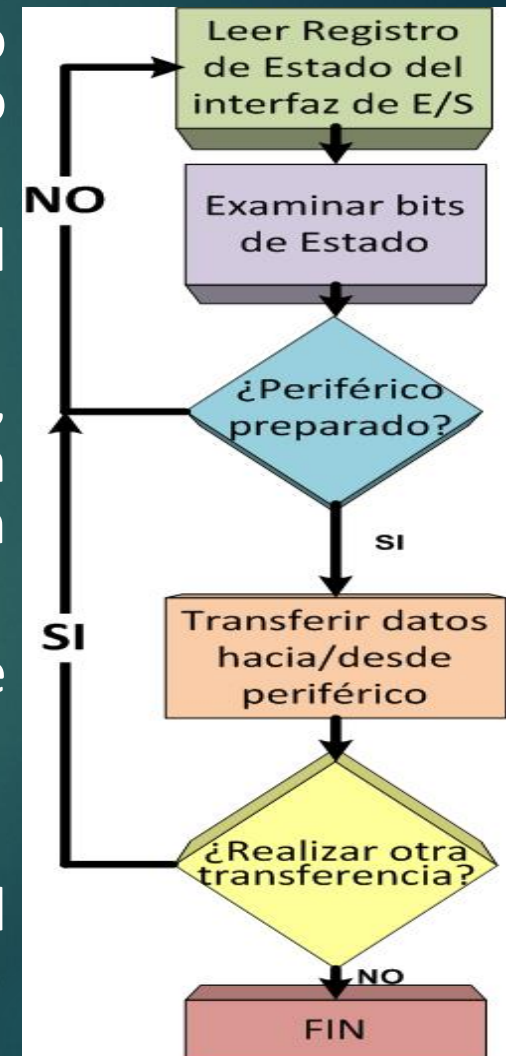 Leer Registro
de Estado del
interfaz de E/S
NO
Examinar bits
de Estado
¿Periférico
preparado?
SI
Transferir datos
hacia/desde
periférico
SI
¿Realizar otra
transferencia?
NO
FIN